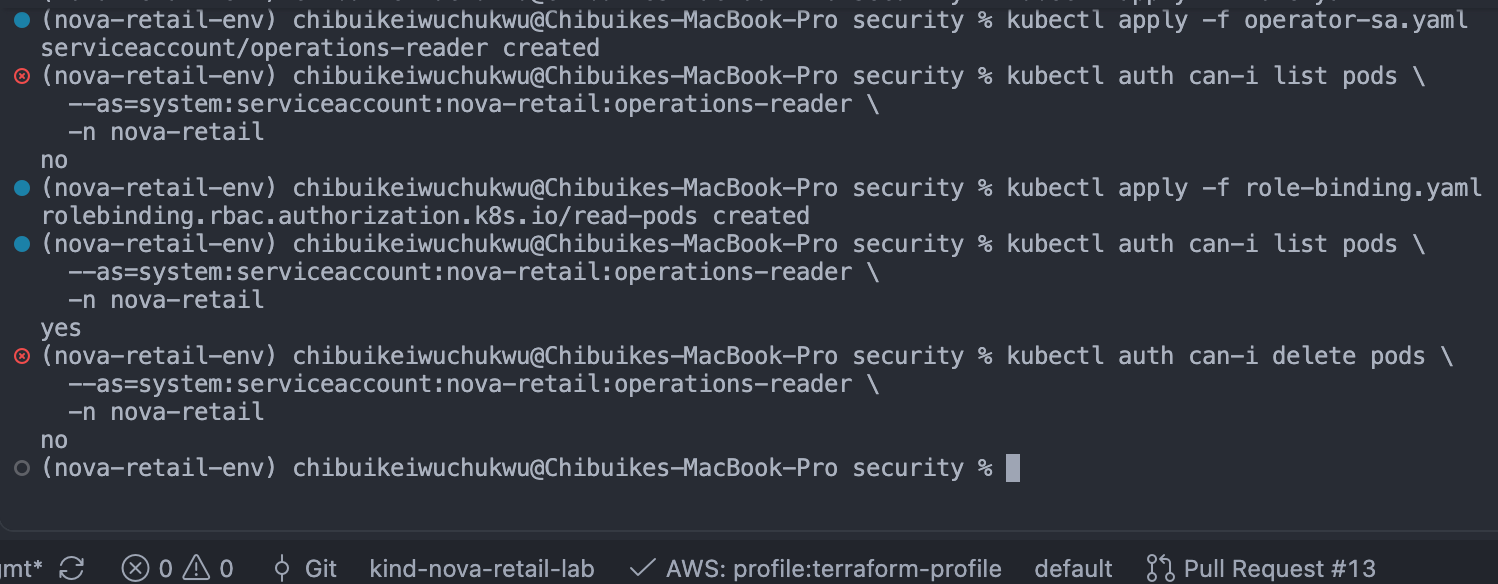 (nova-retail-env) chibuikeiwuchukwu@Chibuikes-MacBook-Pro security % kubectl apply -f operator-sa.yaml
serviceaccount/operations-reader created
(nova-retail-env) chibuikeiwuchukwu@Chibuikes-MacBook-Pro security % kubectl auth can-i list pods \
--as=system:serviceaccount:nova-retail:operations-reader \
-n nova-retail
no
(nova-retail-env) chibuikeiwuchukwu@Chibuikes-MacBook-Pro security % kubectl apply -f role-binding.yaml
rolebinding.rbac.authorization.k8s.io/read-pods created
(nova-retail-env) chibuikeiwuchukwu@Chibuikes-MacBook-Pro security % kubectl auth can-i list pods \
--as=system:serviceaccount:nova-retail:operations-reader \
-n nova-retail
yes
(nova-retail-env) chibuikeiwuchukwu@Chibuikes-MacBook-Pro security % kubectl auth can-i delete pods \
--as=system:serviceaccount:nova-retail:operations-reader \
-n nova-retail
no
(nova-retail-env) chibuikeiwuchukwu@Chibuikes-MacBook-Pro security %
gmt* 0 0 Git kind-nova-retail-lab AWS: profile:terraform-profile default Pull Request #13